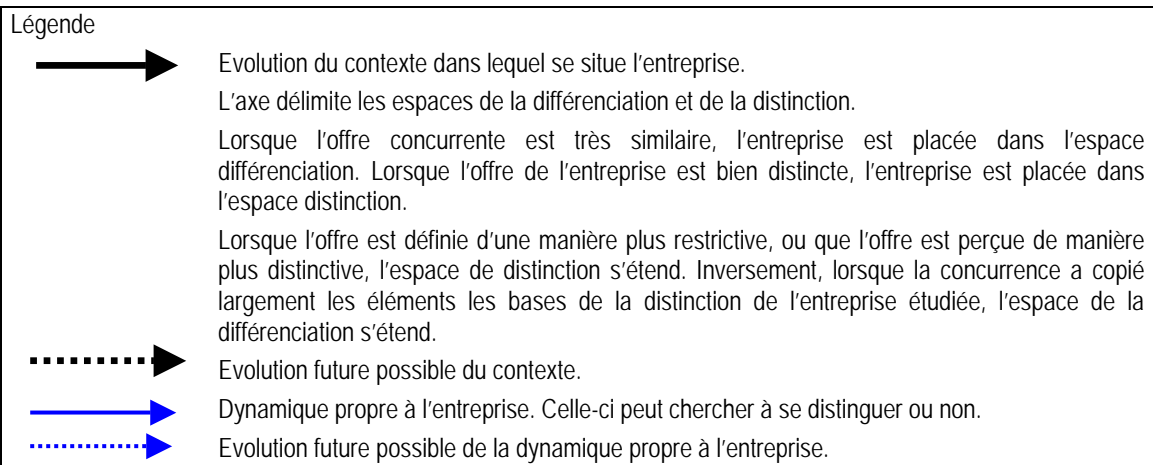 Légende
Evolution du contexte dans lequel se situe l'entreprise.
L'axe délimite les espaces de la différenciation et de la distinction.
Lorsque l'offre concurrente est très similaire, l'entreprise est placée dans l'espace
différenciation. Lorsque l'offre de l'entreprise est bien distincte, l'entreprise est placée dans
l'espace distinction.
Lorsque l'offre est définie d'une manière plus restrictive, ou que l'offre est perçue de manière
plus distinctive, l'espace de distinction s'étend. Inversement, lorsque la concurrence a copié
largement les éléments les bases de la distinction de l'entreprise étudiée, l'espace de la
différenciation s'étend.
Evolution future possible du contexte.
Dynamique propre à l'entreprise. Celle-ci peut chercher à se distinguer ou non.
Evolution future possible de la dynamique propre à l'entreprise.